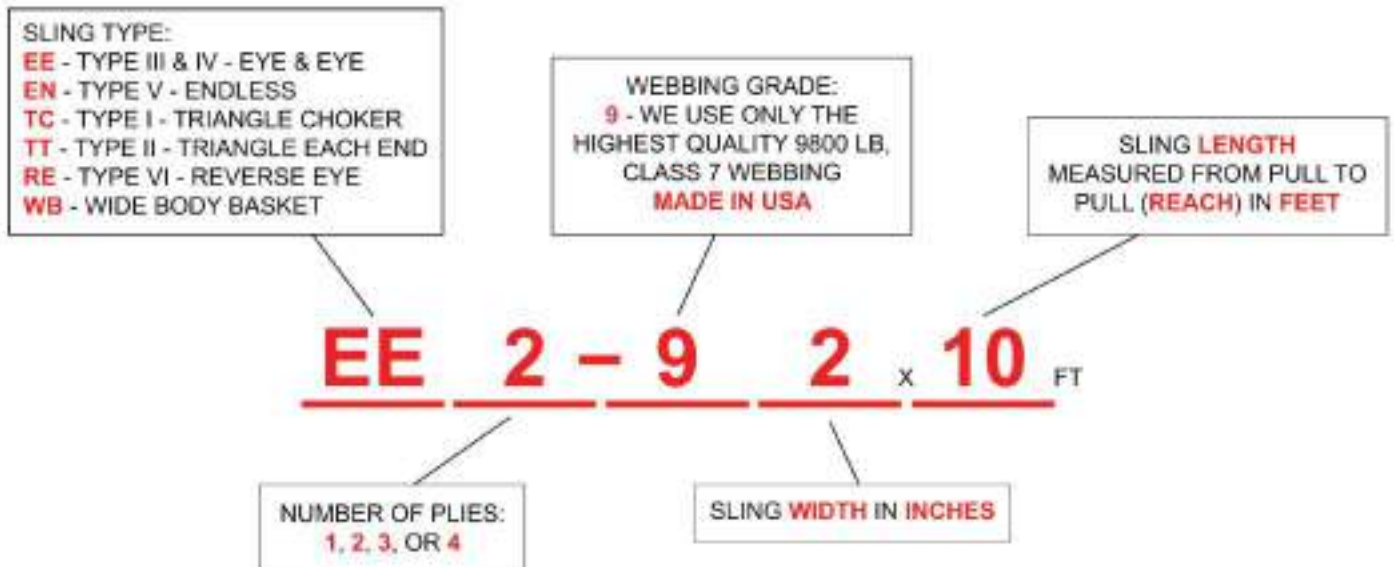 SLING TYPE:
EE - TYPE III & IV - EYE & EYE
EN - TYPE V - ENDLESS
TC - TYPE I - TRIANGLE CHOKER
TT - TYPE II - TRIANGLE EACH END
RE - TYPE VI - REVERSE EYE
WB - WIDE BODY BASKET
WEBBING GRADE:
9 - WE USE ONLY THE
HIGHEST QUALITY 9800 LB,
CLASS 7 WEBBING
MADE IN USA
SLING LENGTH
MEASURED FROM PULL TO
PULL (REACH) IN FEET
EE 2 – 9 2 X 10 FT
NUMBER OF PLIES:
1, 2, 3, OR 4
SLING WIDTH IN INCHES